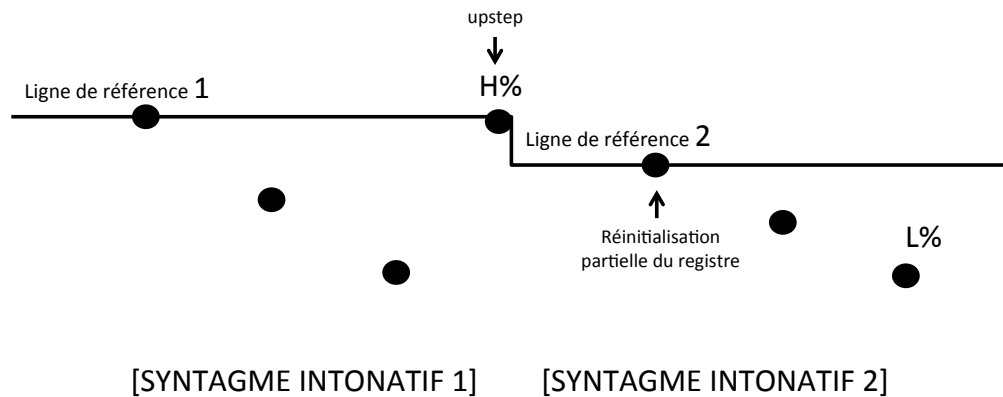 upstep
Ligne de référence 1
H%
Ligne de référence 2
Réinitialisation
partielle du registre
L%
[SYNTAGME INTONATIF 1] [SYNTAGME INTONATIF 2]